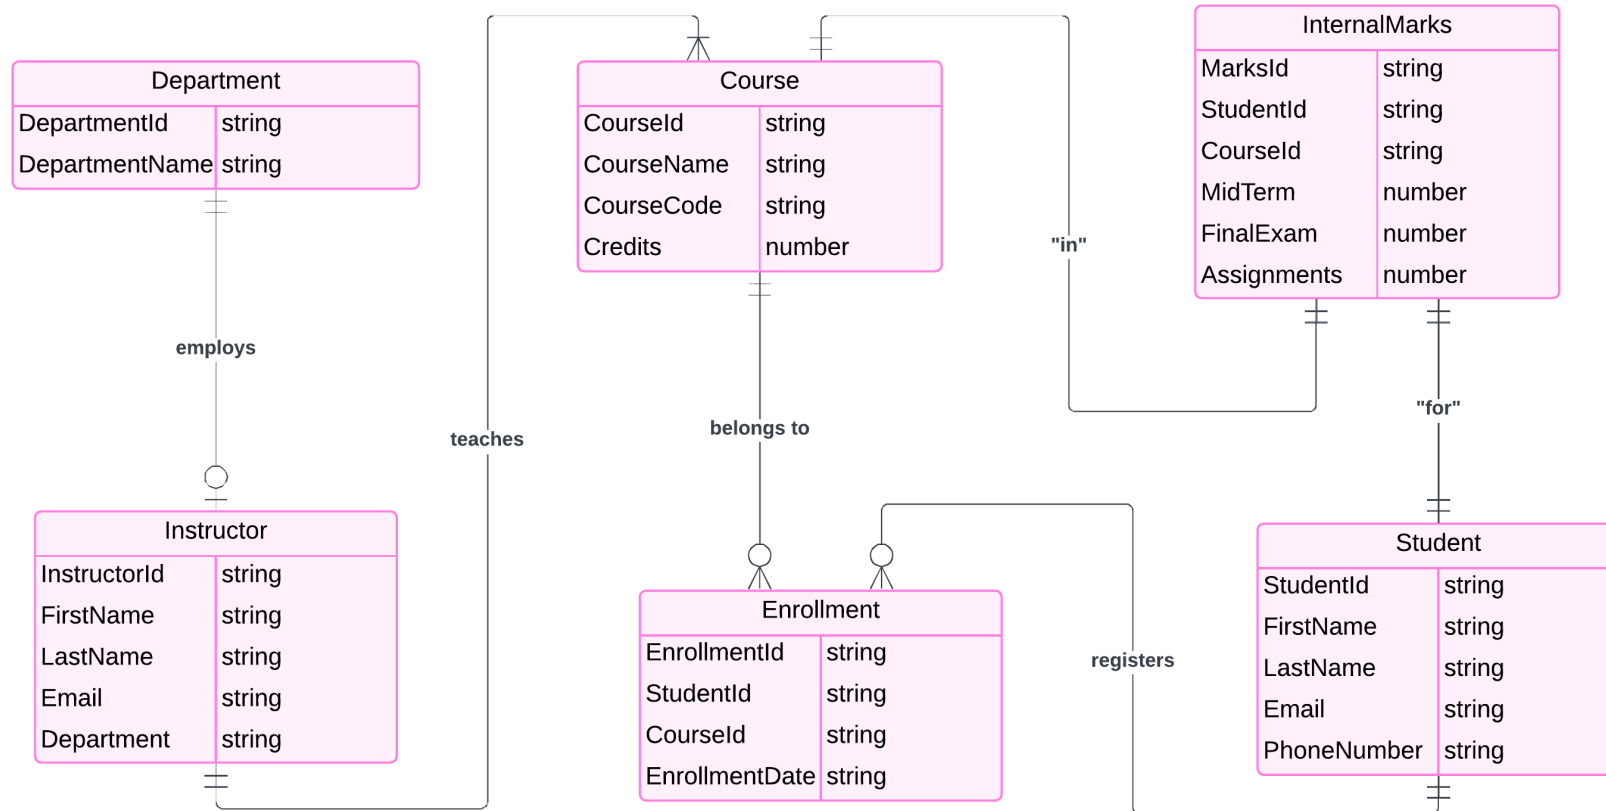 Department
DepartmentId string
DepartmentName string
employs
Instructor
InstructorId string
FirstName string
LastName string
Email string
Department string
teaches
Course
CourseId string
CourseName string
CourseCode string
Credits number
belongs to
Enrollment
EnrollmentId string
StudentId string
CourseId string
EnrollmentDate string
"in"
registers
InternalMarks
MarksId string
StudentId string
CourseId string
MidTerm number
FinalExam number
Assignments number
"for"
Student
StudentId string
FirstName string
LastName string
Email string
PhoneNumber string